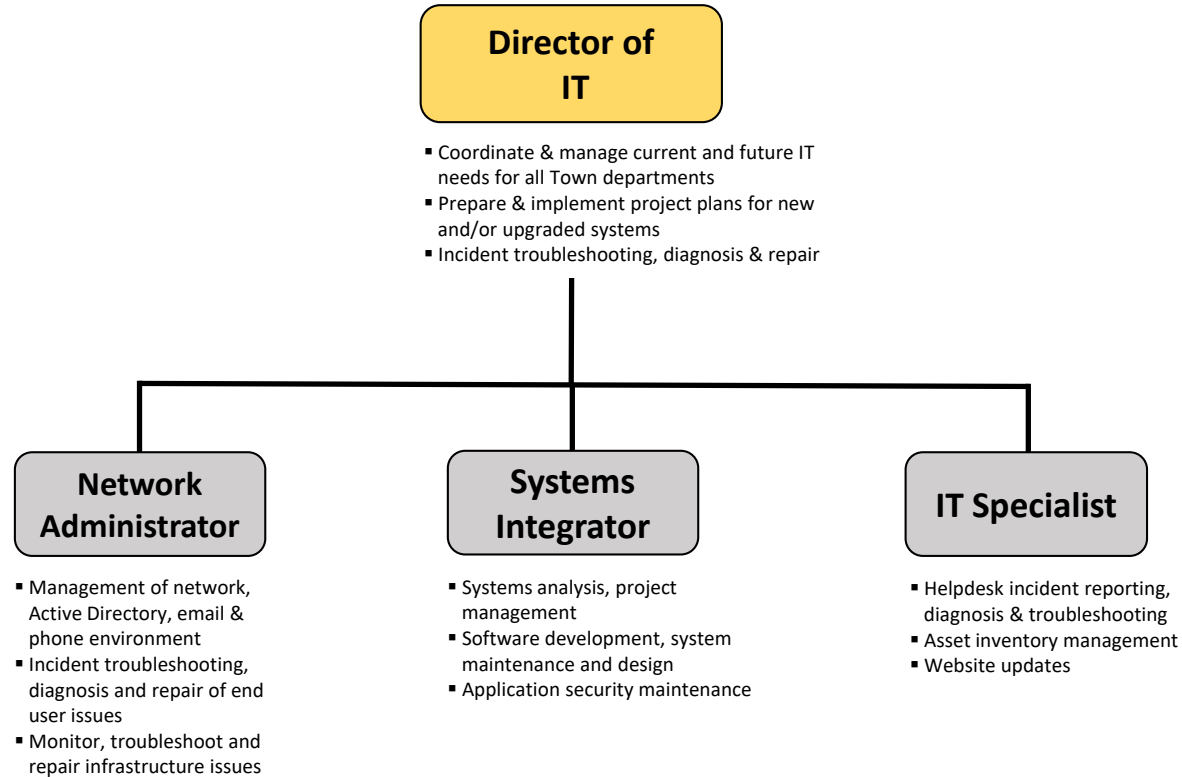 Director of
IT
▪ Coordinate & manage current and future IT
needs for all Town departments
▪ Prepare & implement project plans for new
and/or upgraded systems
▪ Incident troubleshooting, diagnosis & repair
Network
Administrator
▪ Management of network,
Active Directory, email &
phone environment
▪ Incident troubleshooting,
diagnosis and repair of end
user issues
▪ Monitor, troubleshoot and
repair infrastructure issues
Systems
Integrator
▪ Systems analysis, project
management
▪ Software development, system
maintenance and design
▪ Application security maintenance
IT Specialist
▪ Helpdesk incident reporting,
diagnosis & troubleshooting
▪ Asset inventory management
▪ Website updates